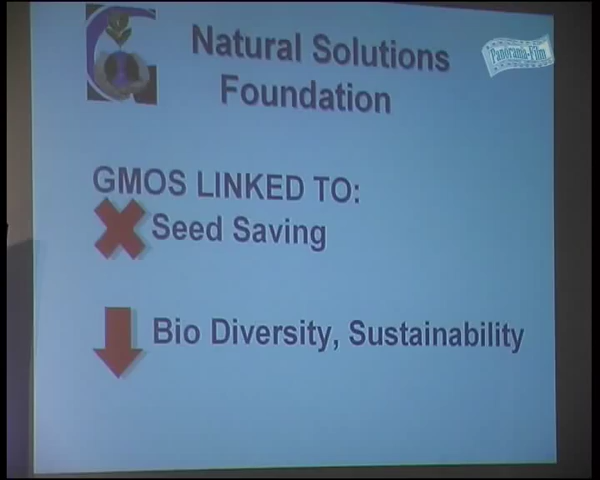 Natural Solutions
Foundation
Panorama-Film
GMOS LINKED TO:
Seed Saving
Bio Diversity, Sustainability